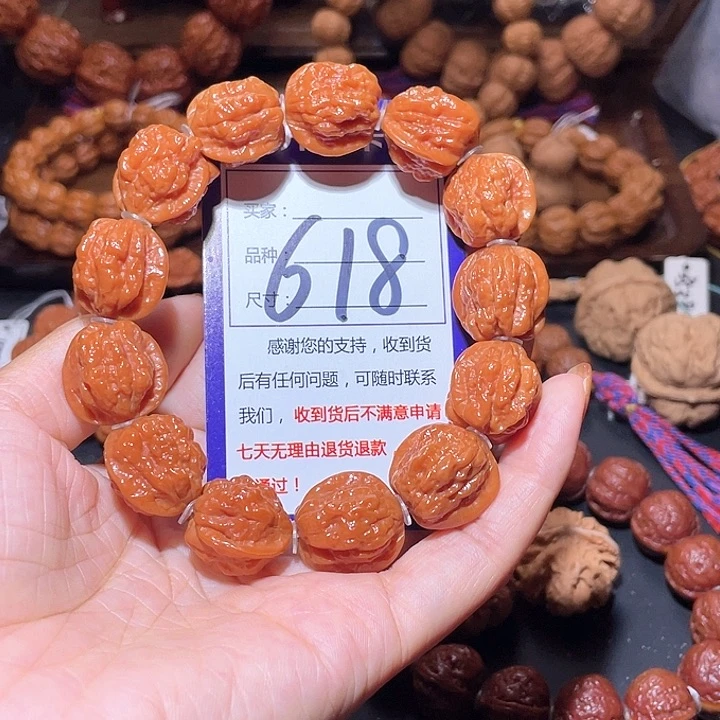 买家：
品种：
尺寸：
618
感谢您的支持，收到货
后有任何问题，可随时联系
我们，收到货后不满意申请
七天无理由退货退款
通过！